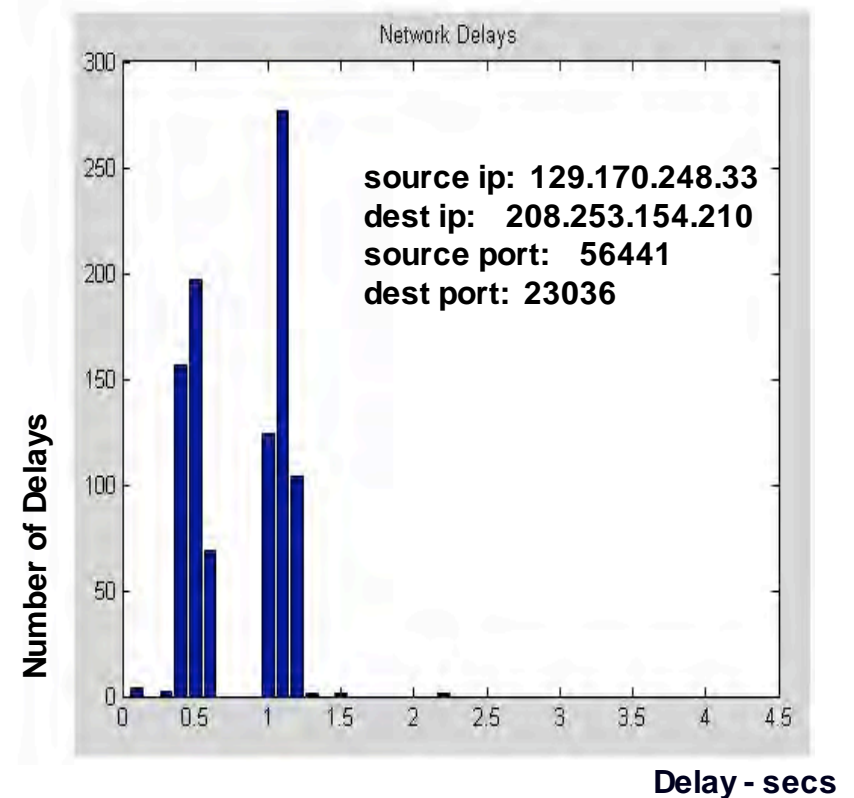 Network Delays
300
250
200
150
100
50
0
source ip: 129.170.248.33
dest ip: 208.253.154.210
source port: 56441
dest port: 23036
Number of Delays
0 0.5 1 1.5 2 2.5 3 3.5 4 4.5
Delay - secs